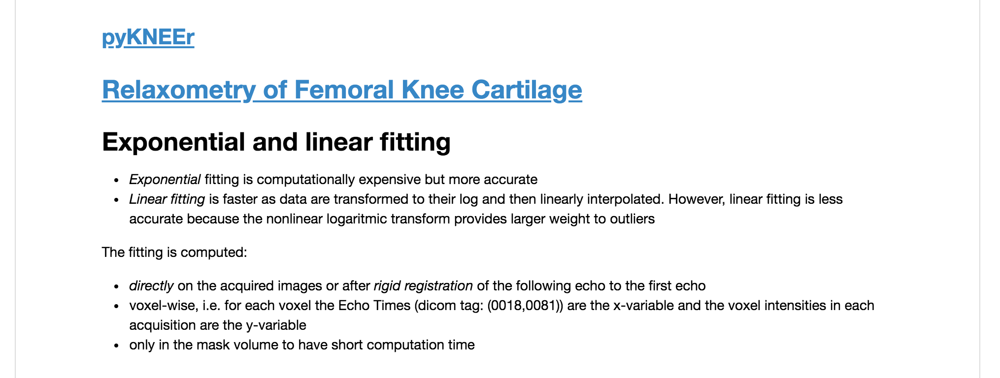 pyKNEEr
Relaxometry of Femoral Knee Cartilage
Exponential and linear fitting
• Exponential fitting is computationally expensive but more accurate
• Linear fitting is faster as data are transformed to their log and then linearly interpolated. However, linear fitting is less
accurate because the nonlinear logaritmic transform provides larger weight to outliers
The fitting is computed:
• directly on the acquired images or after rigid registration of the following echo to the first echo
• voxel-wise, i.e. for each voxel the Echo Times (dicom tag: (0018,0081)) are the x-variable and the voxel intensities in each
acquisition are the y-variable
• only in the mask volume to have short computation time